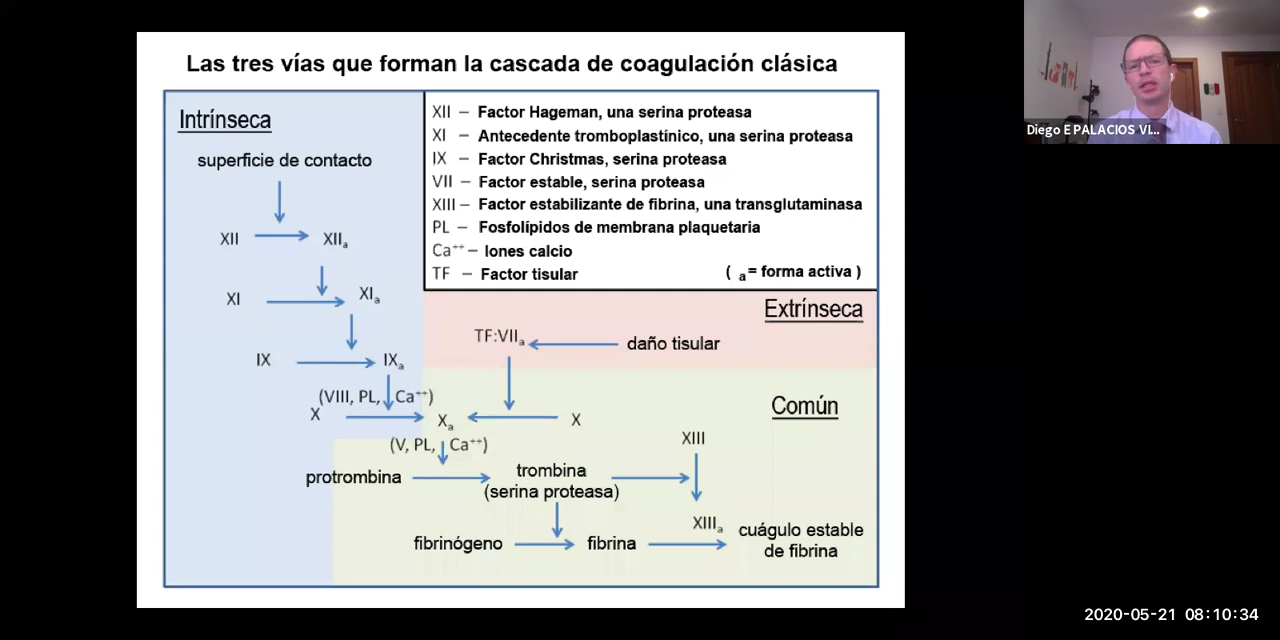 Las tres vías que forman la cascada de coagulación clásica
Intrínseca
superficie de contacto
XII → XIIa
XI → XIa
IX → IXa
(VIII, PL, Ca⁺⁺)
X → Xa ← X
(V, PL, Ca⁺⁺)
XII – Factor Hageman, una serina proteasa
XI – Antecedente tromboplastínico, una serina proteasa
IX – Factor Christmas, serina proteasa
VII – Factor estable, serina proteasa
XIII – Factor estabilizante de fibrina, una transglutaminasa
PL – Fosfolípidos de membrana plaquetaria
Ca⁺⁺ – Iones calcio
TF – Factor tisular ( a = forma activa )
Extrínseca
TF:VIIa ← daño tisular
Común
XIII
protrombina → trombina
(serina proteasa)
XIIIa
fibrinógeno → fibrina → cuágulo estable
de fibrina
Diego E PALACIOS VI...
2020-05-21 08:10:34